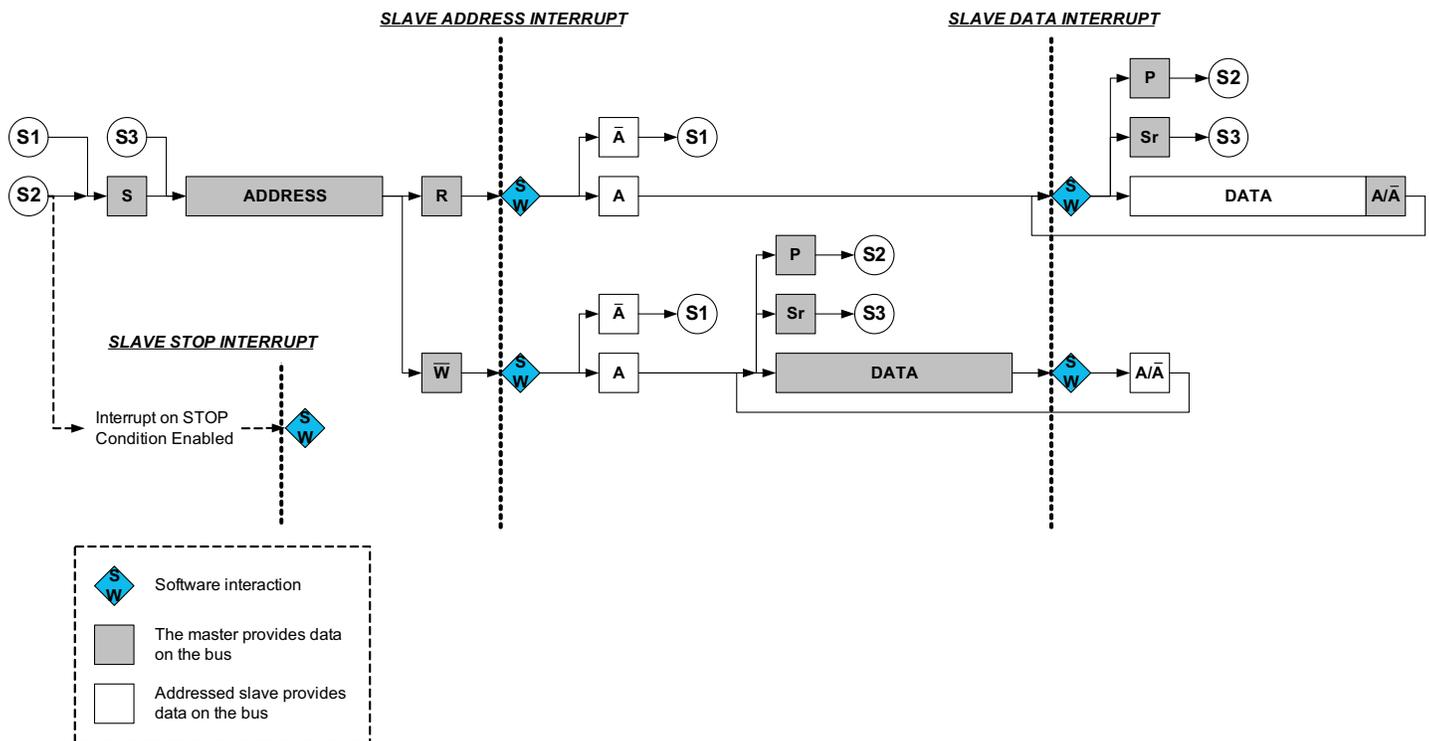 SLAVE ADDRESS INTERRUPT
SLAVE DATA INTERRUPT
P
S2
S1
S3
A̅
S1
Sr
S3
S2
S
ADDRESS
R
S
W
A
S
W
DATA
A/A̅
P
S2
A̅
S1
Sr
S3
SLAVE STOP INTERRUPT
W̅
S
W
A
DATA
S
W
A/A̅
Interrupt on STOP
Condition Enabled
S
W
S
W
Software interaction
The master provides data
on the bus
Addressed slave provides
data on the bus